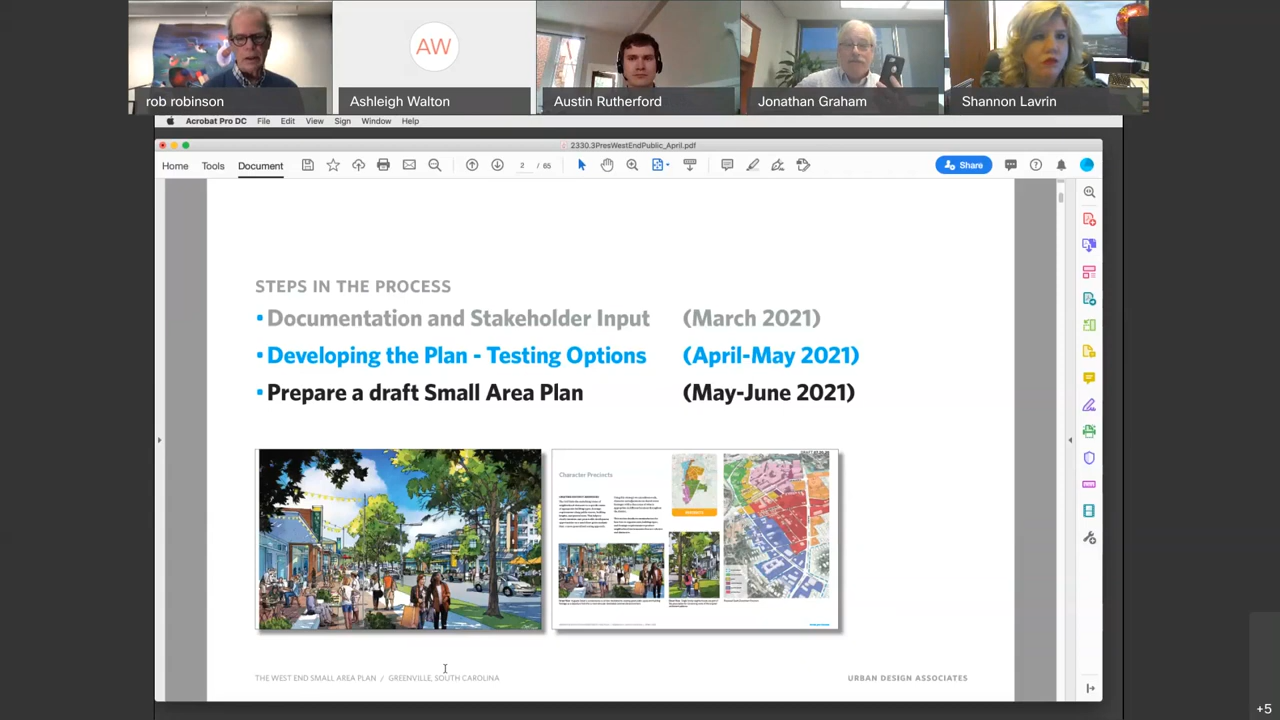 AW
rob robinson
Ashleigh Walton
Austin Rutherford
Jonathan Graham
Shannon Lavrin
Acrobat Pro DC File Edit View Sign Window Help
2330.3PresWestEndPublic_April.pdf
Home Tools Document 2 / 65 Share
STEPS IN THE PROCESS
• Documentation and Stakeholder Input (March 2021)
• Developing the Plan - Testing Options (April-May 2021)
• Prepare a draft Small Area Plan (May-June 2021)
Character Precincts
THE WEST END SMALL AREA PLAN / GREENVILLE, SOUTH CAROLINA
URBAN DESIGN ASSOCIATES
+5